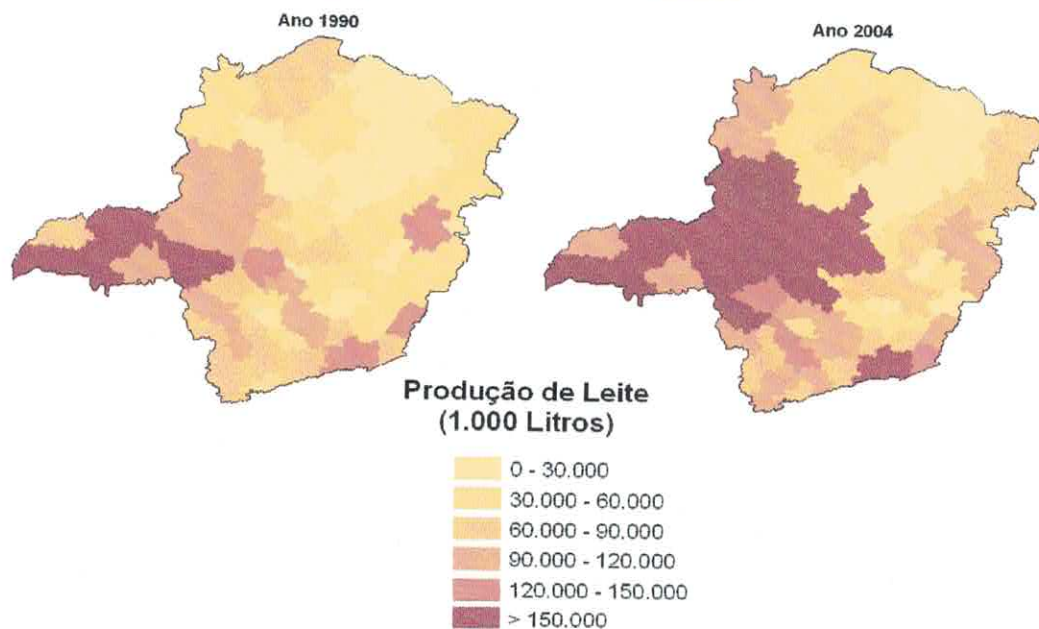 Ano 1990
Ano 2004
Produção de Leite
(1.000 Litros)
0 - 30.000
30.000 - 60.000
60.000 - 90.000
90.000 - 120.000
120.000 - 150.000
> 150.000